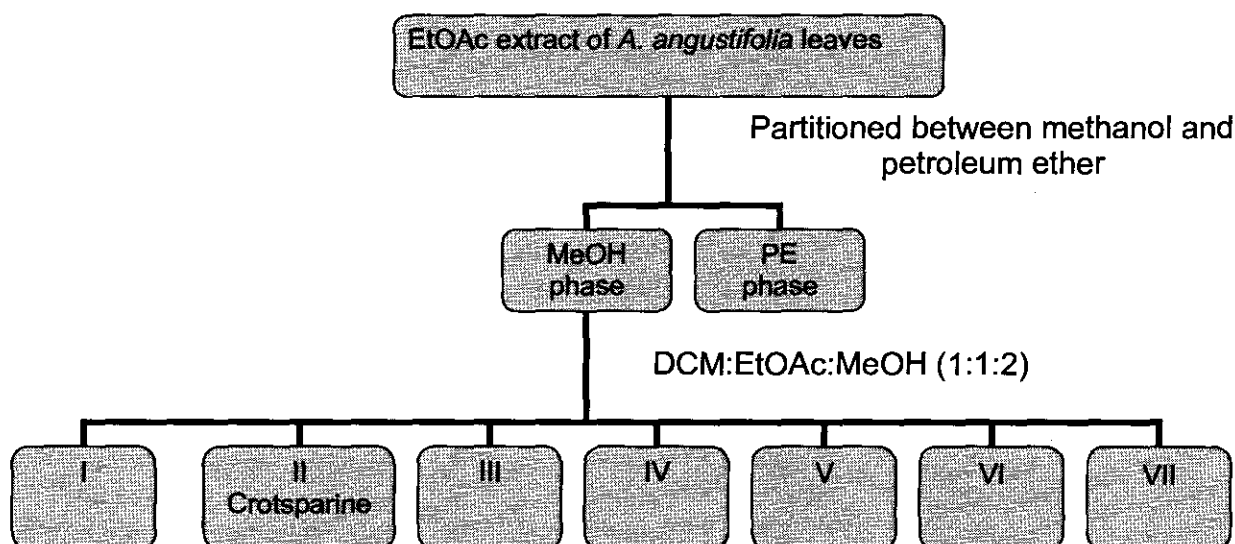 EtOAc extract of A. angustifolia leaves
Partitioned between methanol and
petroleum ether
MeOH
phase
PE
phase
DCM:EtOAc:MeOH (1:1:2)
I
II
Crotsparine
III
IV
V
VI
VII